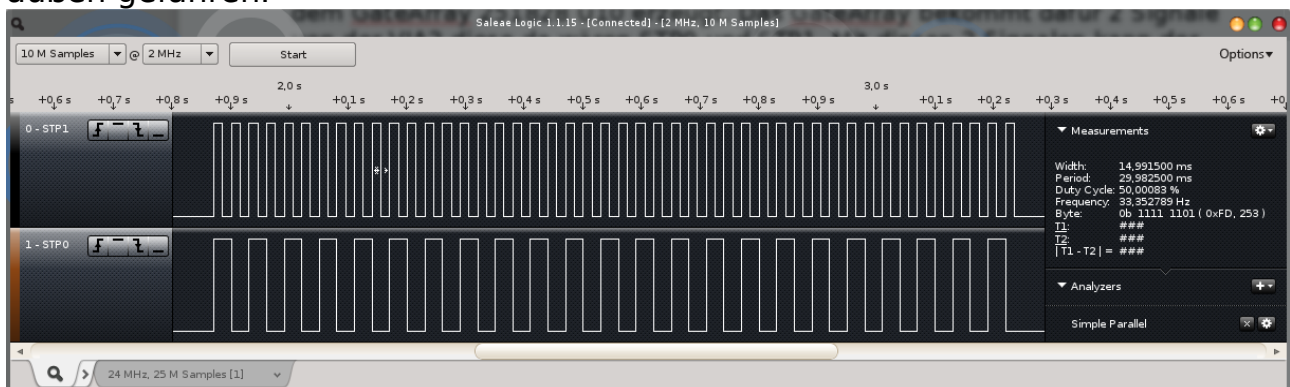 außen geführen.
Saleae Logic 1.1.15 - [Connected] - [2 MHz, 10 M Samples]
10 M Samples @ 2 MHz Start Options
2,0 s 3,0 s
s +0,6 s +0,7 s +0,8 s +0,9 s +0,1 s +0,2 s +0,3 s +0,4 s +0,5 s +0,6 s +0,7 s +0,8 s +0,9 s +0,1 s +0,2 s +0,3 s +0,4 s +0,5 s +0,6 s +0,
0 - STP1
Measurements
Width: 14,991500 ms
Period: 29,982500 ms
Duty Cycle: 50,00083 %
Frequency: 33,352789 Hz
Byte: 0b 1111 1101 ( 0xFD, 253 )
T1: ###
T2: ###
| T1 - T2 | = ###
1 - STP0
Analyzers
Simple Parallel
24 MHz, 25 M Samples [1]